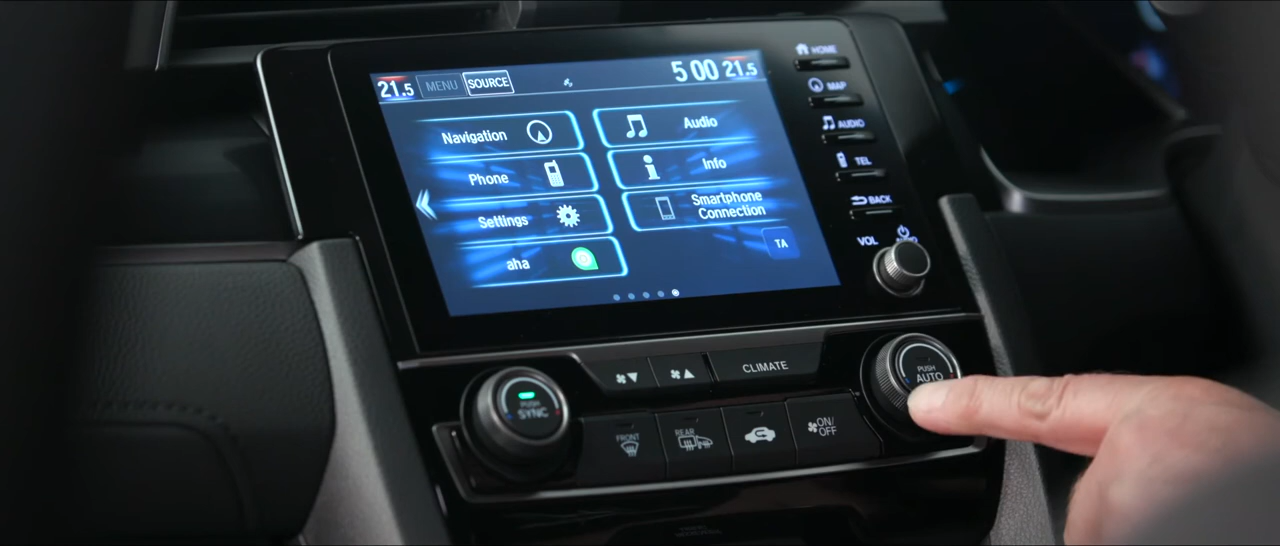 21.5 MENU SOURCE 5 00 21.5
Navigation
Audio
Phone
Info
Settings
Smartphone
Connection
aha
TA
HOME
MAP
AUDIO
TEL
BACK
VOL
CLIMATE
PUSH
SYNC
FRONT
REAR
ON/
OFF
PUSH
AUTO